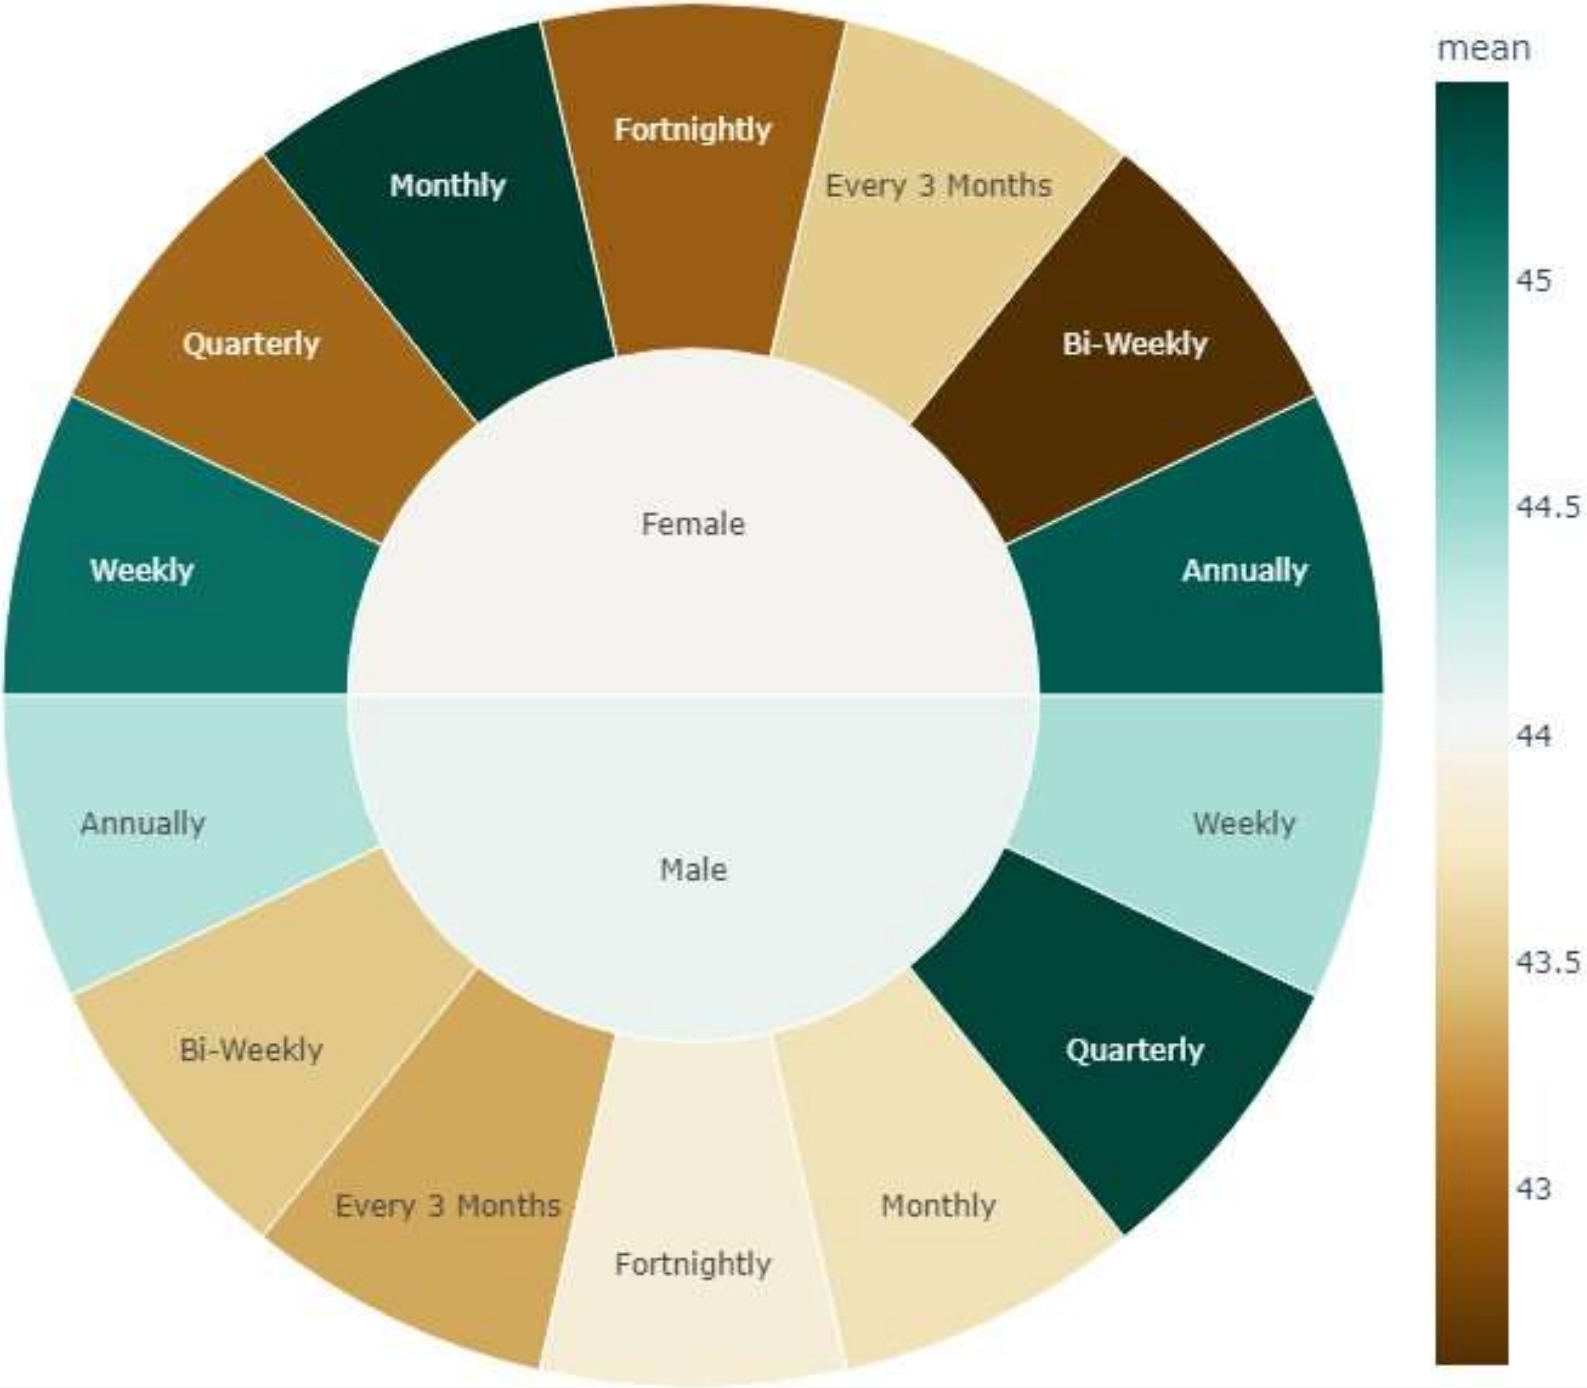 mean
Fortnightly
Monthly
Every 3 Months
Quarterly
Bi-Weekly
Weekly
Annually
Female
Male
Annually
Weekly
Bi-Weekly
Quarterly
Every 3 Months
Monthly
Fortnightly
45
44.5
44
43.5
43